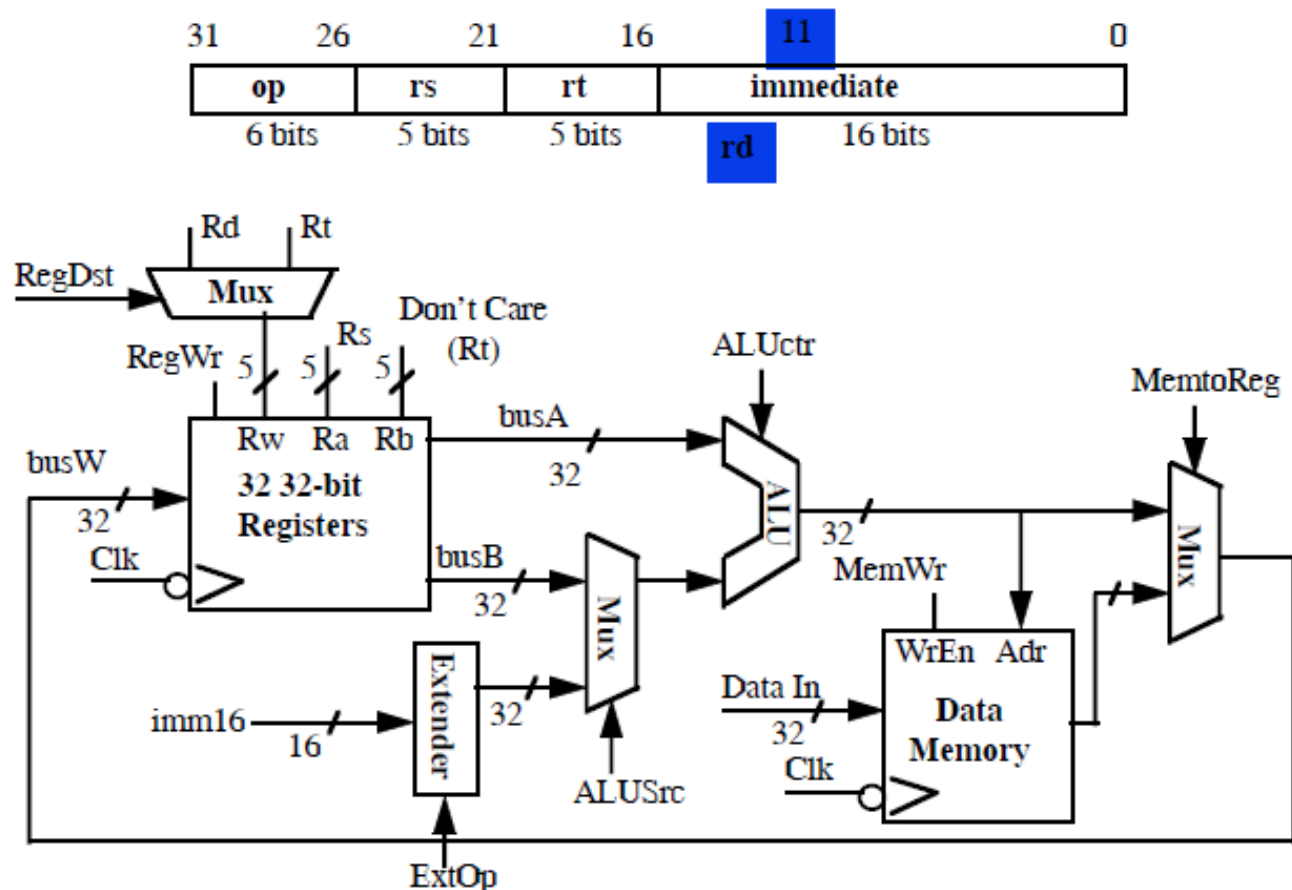 31 26 21 16 11 0
op rs rt immediate
6 bits 5 bits 5 bits rd 16 bits
Rd Rt
RegDst
Mux
Don't Care
Rs
(Rt)
ALUctr
RegWr 5 5 5
MemtoReg
Rw Ra Rb
busA
busW
32 32-bit
32
32
Registers
ALU
32
Mux
Clk
busB
MemWr
32
Mux
WrEn Adr
Extender
Data In
32
Data
imm16
16
32
Memory
Clk
ALUSrc
ExtOp